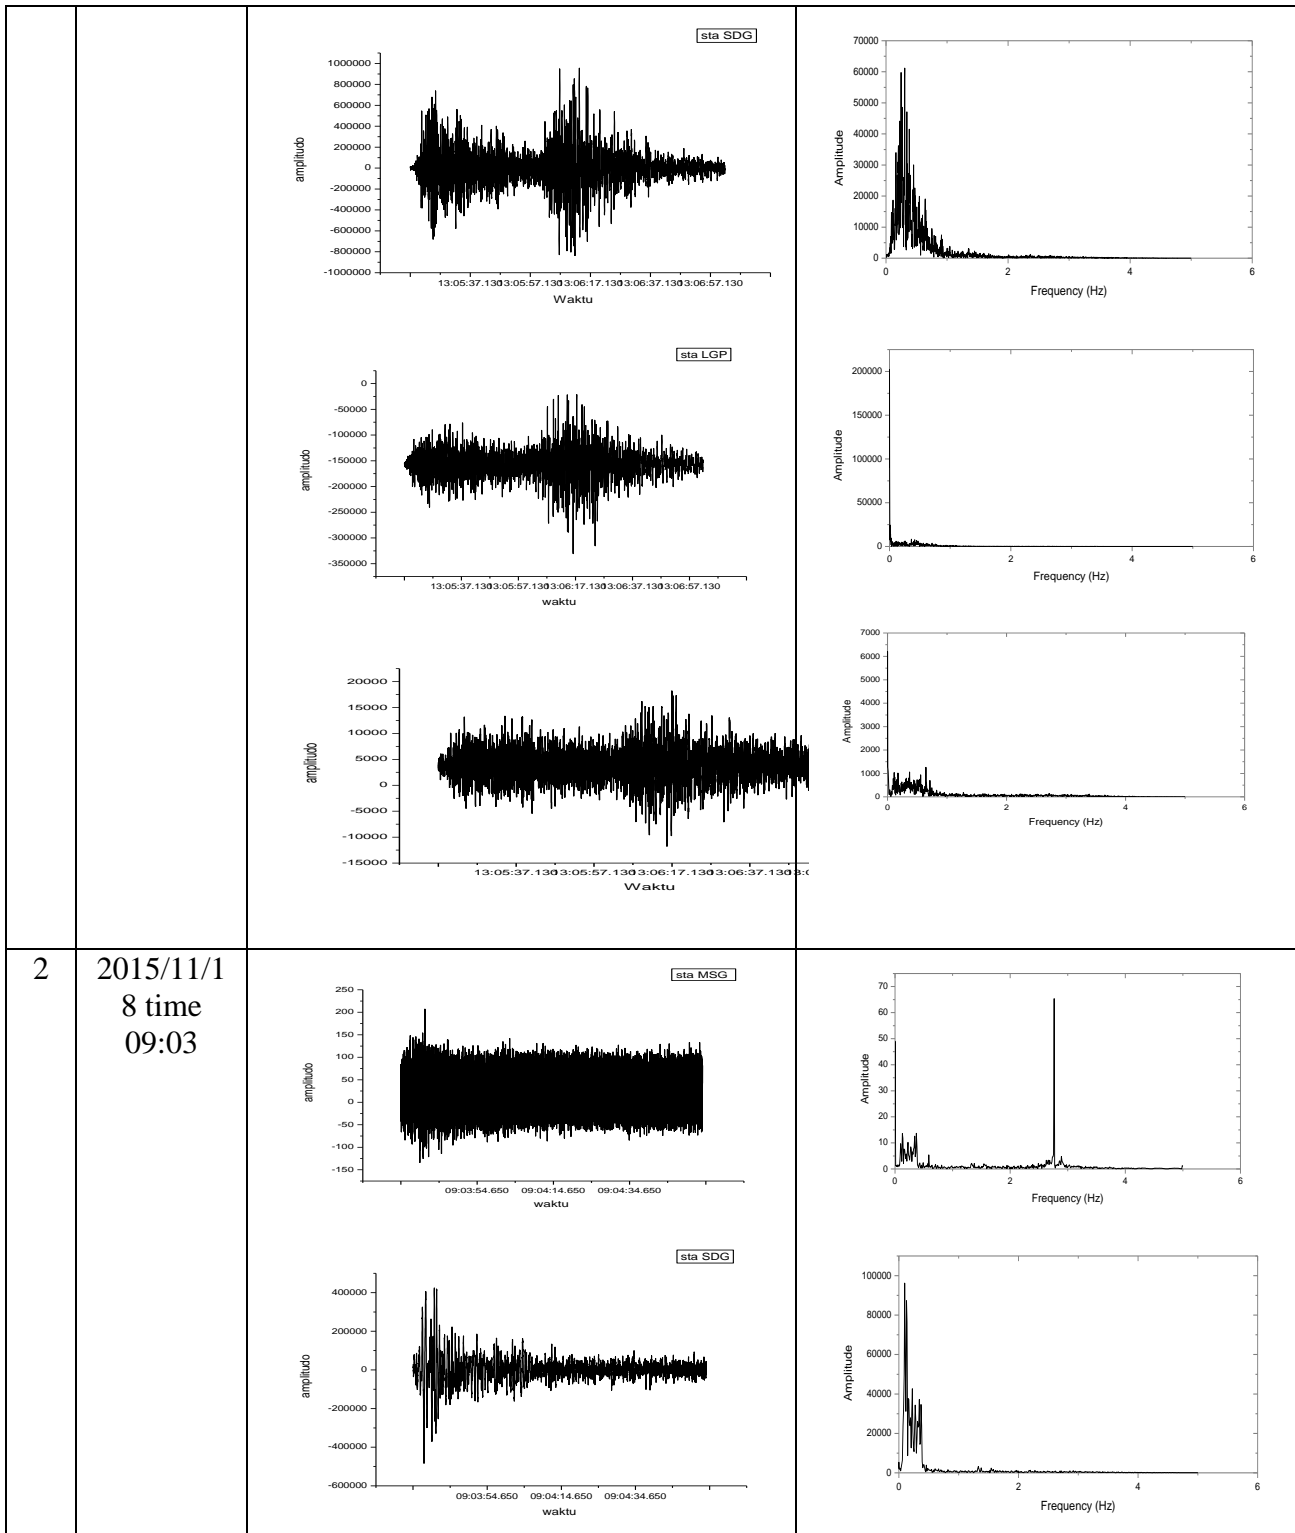 sta SDG
1000000
800000
600000
400000
200000
0
-200000
-400000
-600000
-800000
-1000000
amplitudo
13:05:37.130 13:05:57.130 13:06:17.130 13:06:37.130 13:06:57.130
Waktu
70000
60000
50000
40000
30000
20000
10000
0
Amplitude
0 2 4 6
Frequency (Hz)
sta LGP
0
-50000
-100000
-150000
-200000
-250000
-300000
-350000
amplitudo
13:05:37.130 13:05:57.130 13:06:17.130 13:06:37.130 13:06:57.130
waktu
200000
150000
100000
50000
0
Amplitude
0 2 4 6
Frequency (Hz)
20000
15000
10000
5000
0
-5000
-10000
-15000
amplitudo
13:05:37.130 13:05:57.130 13:06:17.130 13:06:37.130
Waktu
7000
6000
5000
4000
3000
2000
1000
0
Amplitude
0 2 4 6
Frequency (Hz)
2
2015/11/1
8 time
09:03
sta MSG
250
200
150
100
50
0
-50
-100
-150
amplitudo
09:03:54.650 09:04:14.650 09:04:34.650
waktu
70
60
50
40
30
20
10
0
Amplitude
0 2 4 6
Frequency (Hz)
sta SDG
400000
200000
0
-200000
-400000
-600000
amplitudo
09:03:54.650 09:04:14.650 09:04:34.650
waktu
100000
80000
60000
40000
20000
0
Amplitude
0 2 4 6
Frequency (Hz)